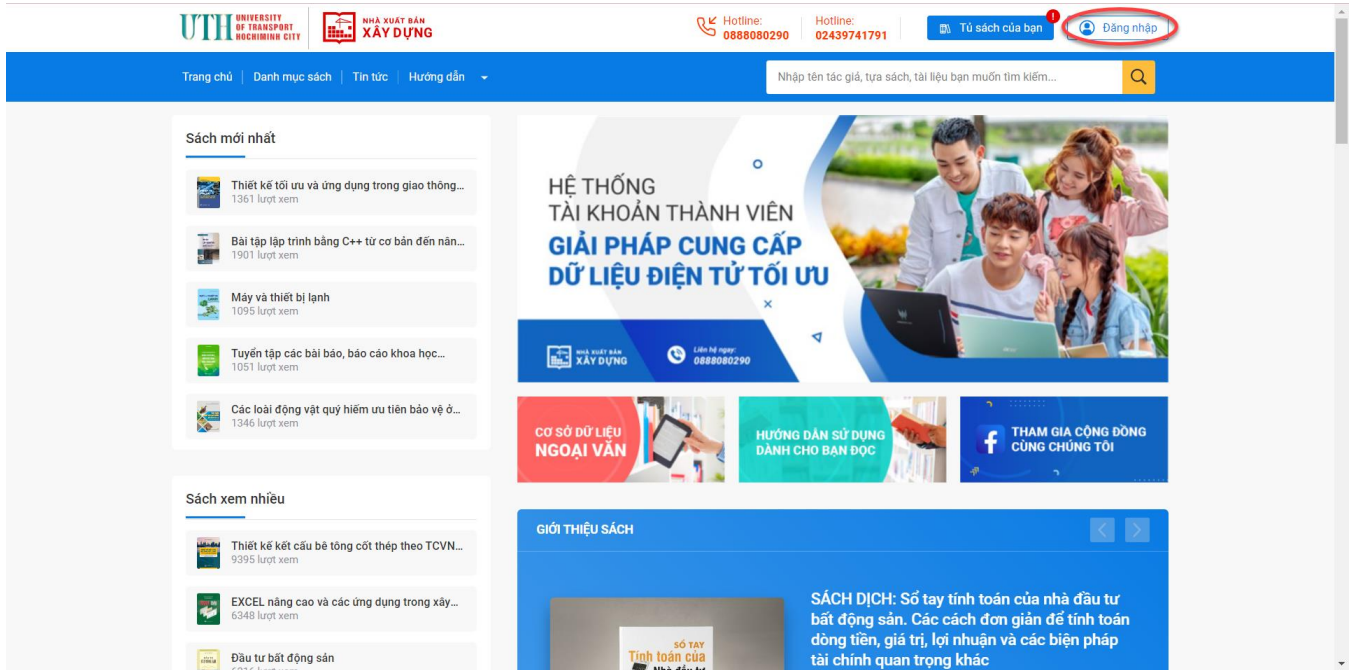 UTH UNIVERSITY
OF TRANSPORT
HOCHIMINH CITY
NHÀ XUẤT BẢN
XÂY DỰNG
Hotline:
0888080290
Hotline:
02439741791
Tủ sách của bạn
!
Đăng nhập
Trang chủ | Danh mục sách | Tin tức | Hướng dẫn
Nhập tên tác giả, tựa sách, tài liệu bạn muốn tìm kiếm...
Sách mới nhất
Thiết kế tối ưu và ứng dụng trong giao thông...
1361 lượt xem
Bài tập lập trình bằng C++ từ cơ bản đến nân...
1901 lượt xem
Máy và thiết bị lạnh
1095 lượt xem
Tuyển tập các bài báo, báo cáo khoa học...
1051 lượt xem
Các loài động vật quý hiếm ưu tiên bảo vệ ở...
1346 lượt xem
HỆ THỐNG
TÀI KHOẢN THÀNH VIÊN
GIẢI PHÁP CUNG CẤP
DỮ LIỆU ĐIỆN TỬ TỐI ƯU
NHÀ XUẤT BẢN
XÂY DỰNG
Liên hệ ngay:
0888080290
CƠ SỞ DỮ LIỆU
NGOẠI VĂN
HƯỚNG DẪN SỬ DỤNG
DÀNH CHO BẠN ĐỌC
THAM GIA CỘNG ĐỒNG
CÙNG CHÚNG TÔI
Sách xem nhiều
Thiết kế kết cấu bê tông cốt thép theo TCVN...
9395 lượt xem
EXCEL nâng cao và các ứng dụng trong xây...
6348 lượt xem
Đầu tư bất động sản
GIỚI THIỆU SÁCH
SỔ TAY
Tính toán của
Nhà đầu tư
SÁCH DỊCH: Sổ tay tính toán của nhà đầu tư
bất động sản. Các cách đơn giản để tính toán
dòng tiền, giá trị, lợi nhuận và các biện pháp
tài chính quan trọng khác